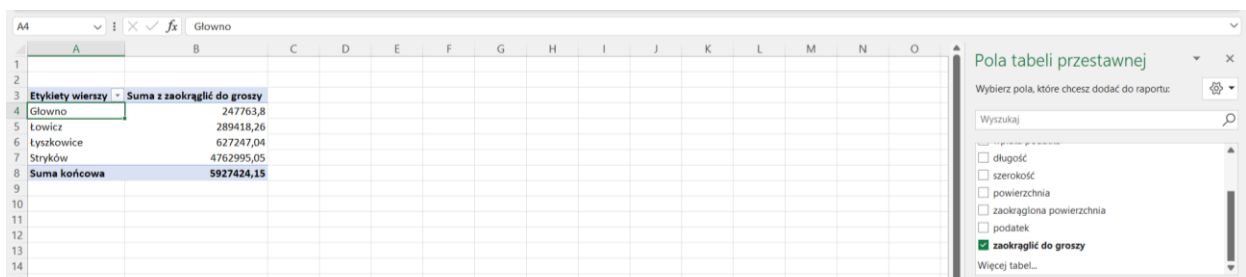 A4 fx Głowno
A B C D E F G H I J K L M N O
1
2
3 Etykiety wierszy Suma z zaokrąglić do groszy
4 Głowno 247763,8
5 Łowicz 289418,26
6 Łyszkowice 627247,04
7 Stryków 4762995,05
8 Suma końcowa 5927424,15
9
10
11
12
13
14
Pola tabeli przestawnej
Wybierz pola, które chcesz dodać do raportu:
Wyszukaj
długość
szerokość
powierzchnia
zaokrąglona powierzchnia
podatek
zaokrąglić do groszy
Więcej tabel...